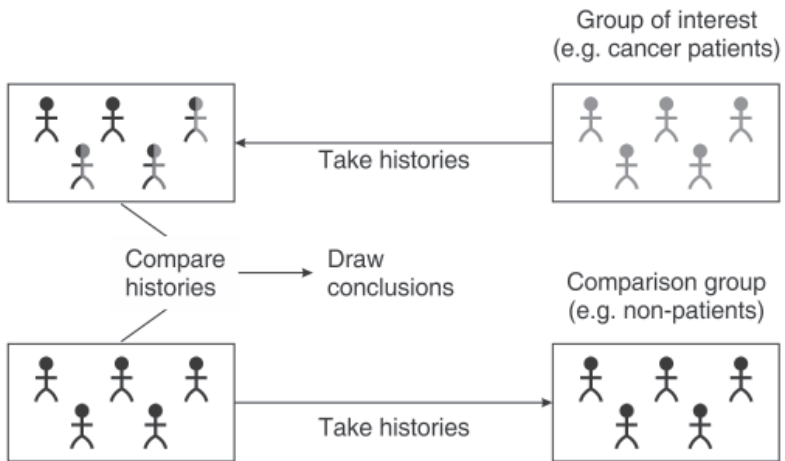 Group of interest
(e.g. cancer patients)
Take histories
Compare
histories
Draw
conclusions
Comparison group
(e.g. non-patients)
Take histories